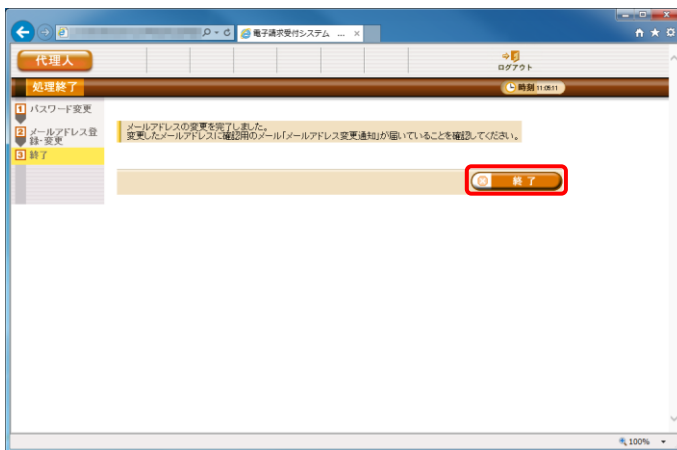 電子請求受付システム ...
代理人
ログアウト
処理終了
時刻 11:05:11
1 パスワード変更
2 メールアドレス登
録・変更
3 終了
メールアドレスの変更を完了しました。
変更したメールアドレスに確認用のメール「メールアドレス変更通知」が届いていることを確認してください。
終了
100%